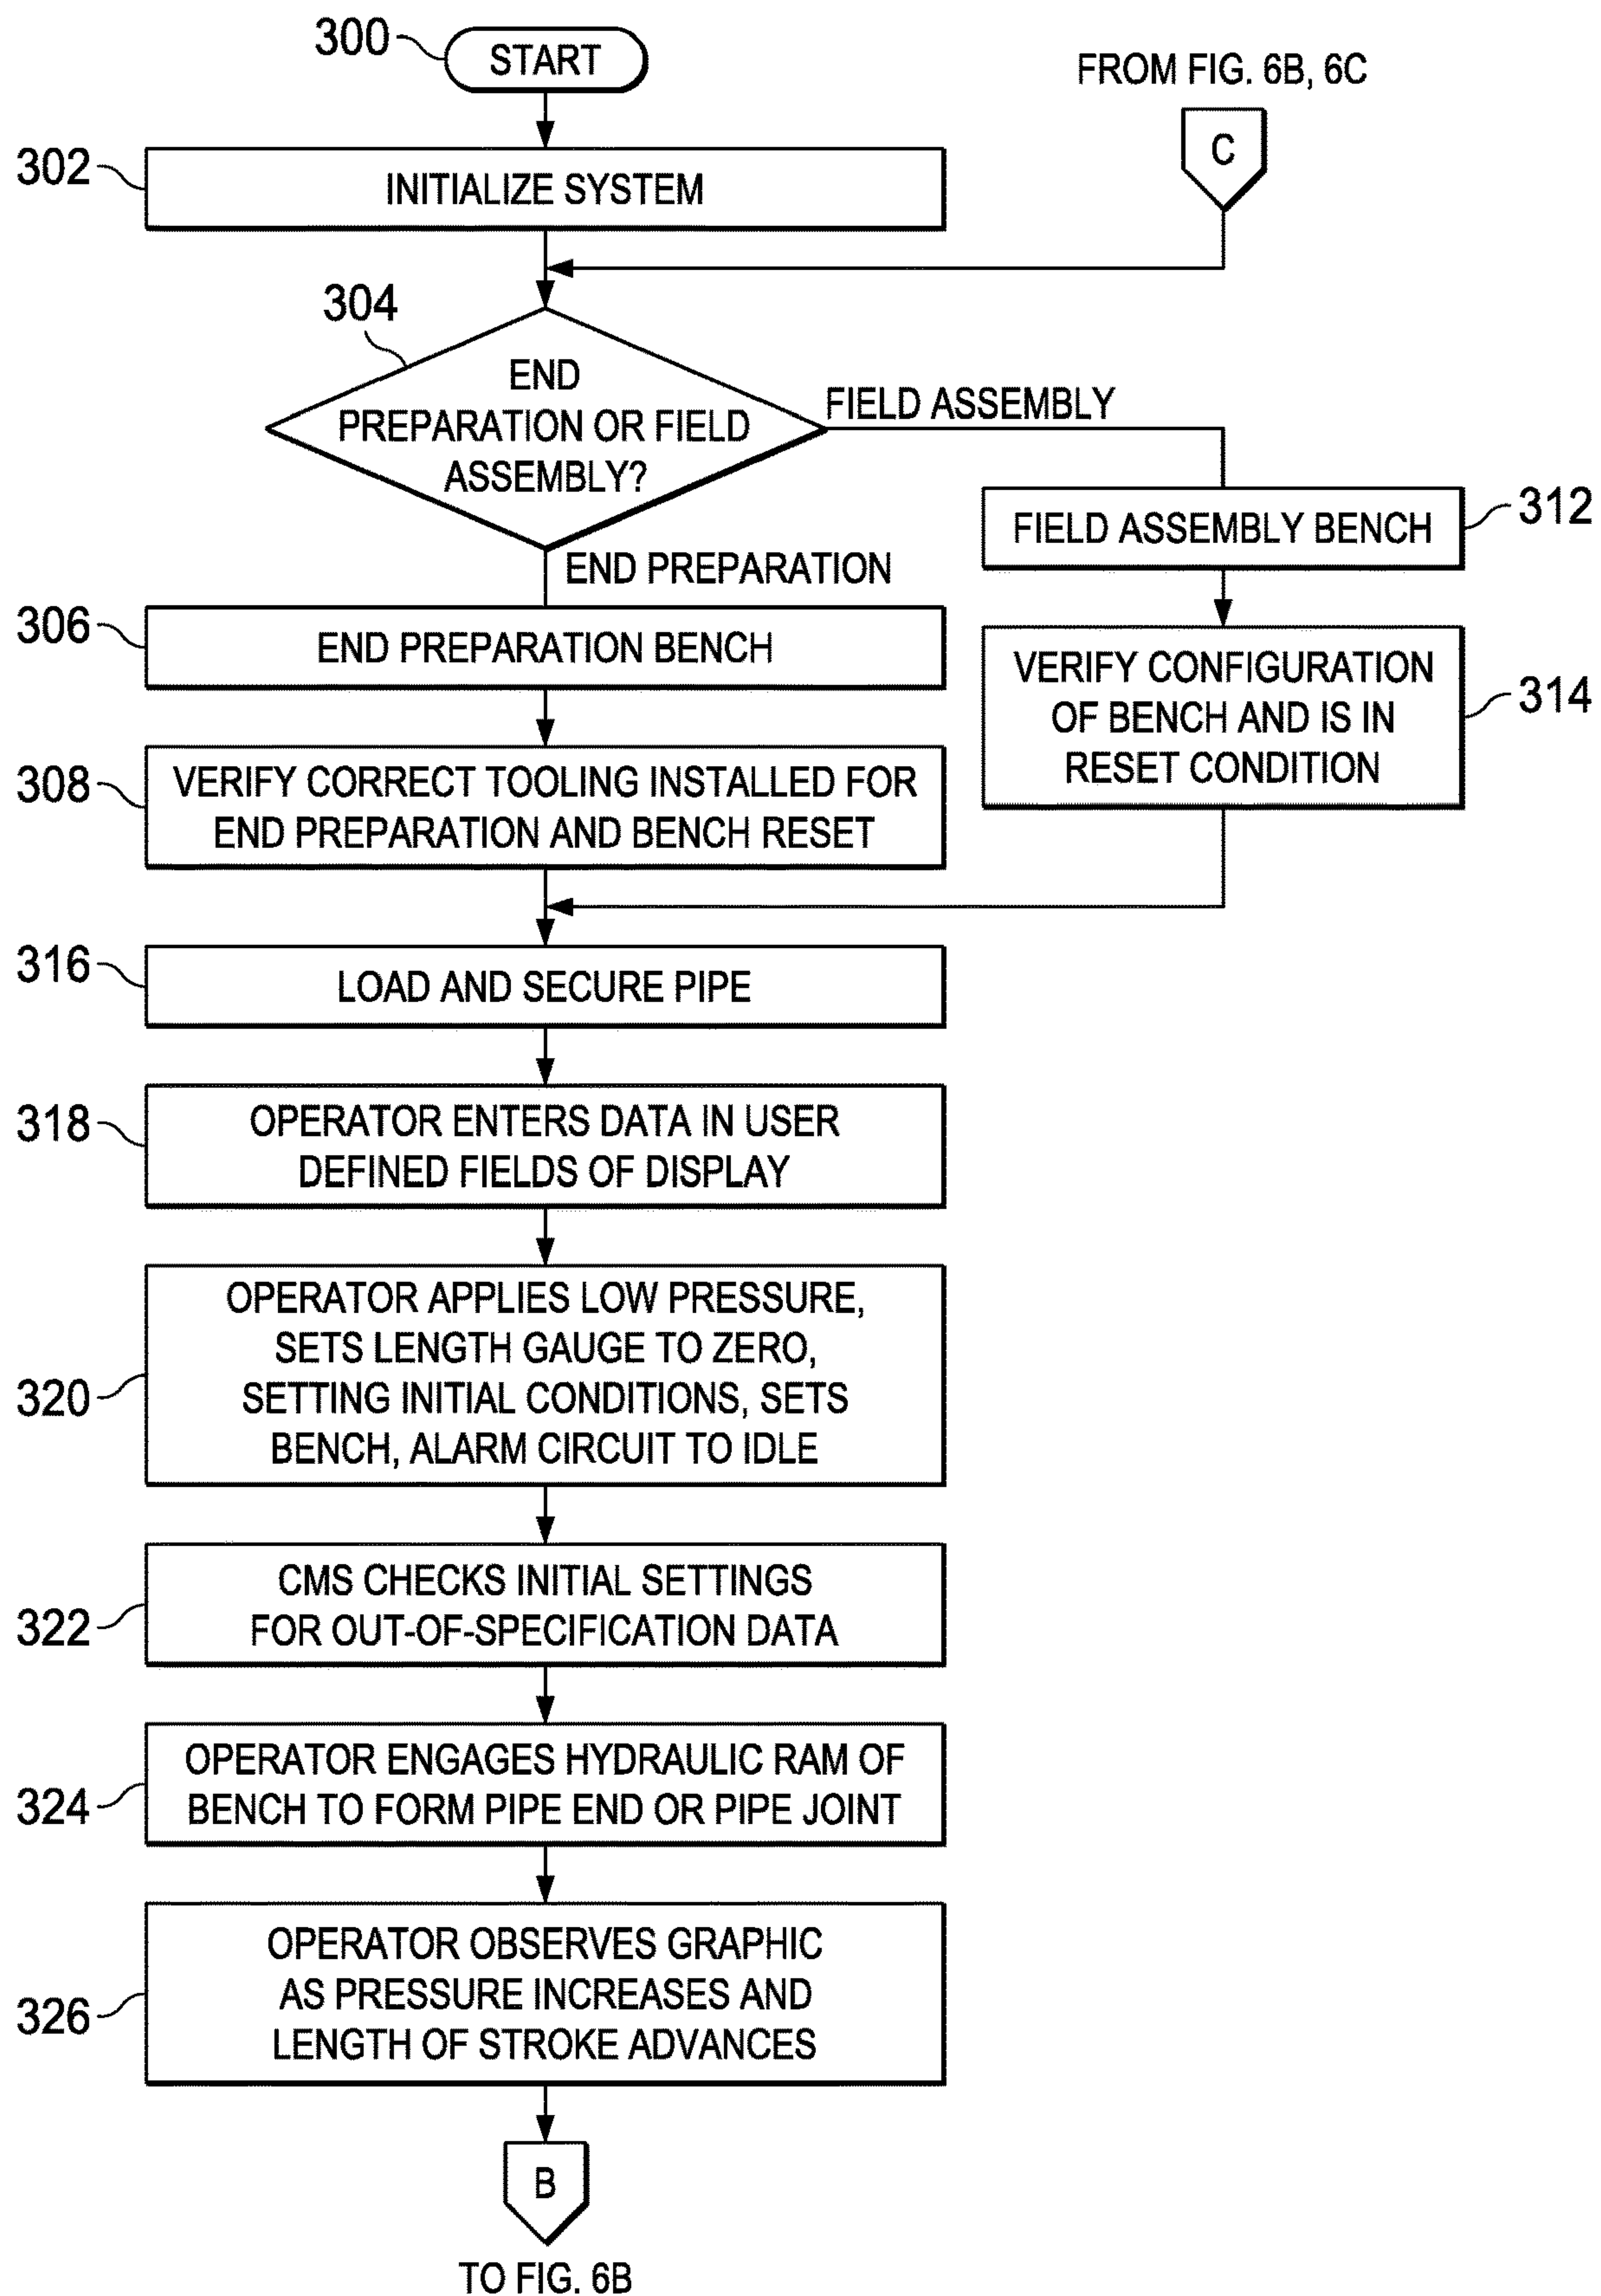 300
START
FROM FIG. 6B, 6C
C
302
INITIALIZE SYSTEM
304
END
PREPARATION OR FIELD
ASSEMBLY?
FIELD ASSEMBLY
END PREPARATION
312
FIELD ASSEMBLY BENCH
306
END PREPARATION BENCH
314
VERIFY CONFIGURATION
OF BENCH AND IS IN
RESET CONDITION
308
VERIFY CORRECT TOOLING INSTALLED FOR
END PREPARATION AND BENCH RESET
316
LOAD AND SECURE PIPE
318
OPERATOR ENTERS DATA IN USER
DEFINED FIELDS OF DISPLAY
320
OPERATOR APPLIES LOW PRESSURE,
SETS LENGTH GAUGE TO ZERO,
SETTING INITIAL CONDITIONS, SETS
BENCH, ALARM CIRCUIT TO IDLE
322
CMS CHECKS INITIAL SETTINGS
FOR OUT-OF-SPECIFICATION DATA
324
OPERATOR ENGAGES HYDRAULIC RAM OF
BENCH TO FORM PIPE END OR PIPE JOINT
326
OPERATOR OBSERVES GRAPHIC
AS PRESSURE INCREASES AND
LENGTH OF STROKE ADVANCES
B
TO FIG. 6B